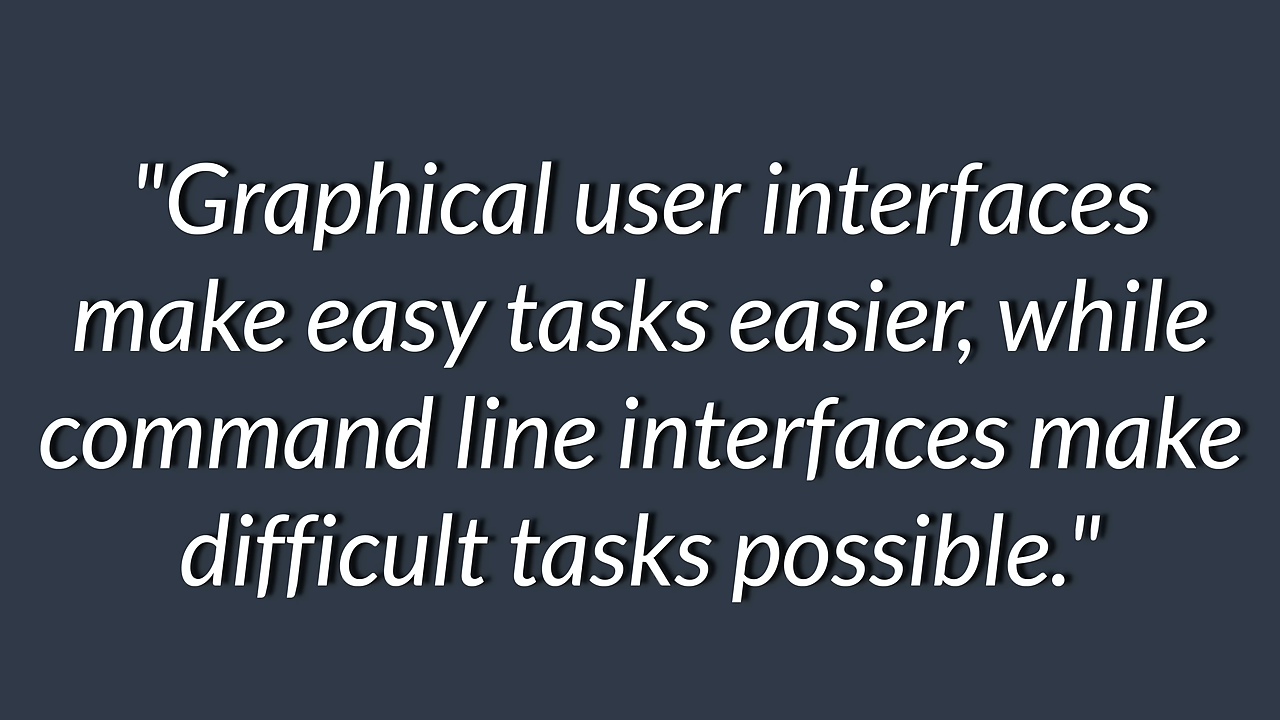 "Graphical user interfaces
make easy tasks easier, while
command line interfaces make
difficult tasks possible."